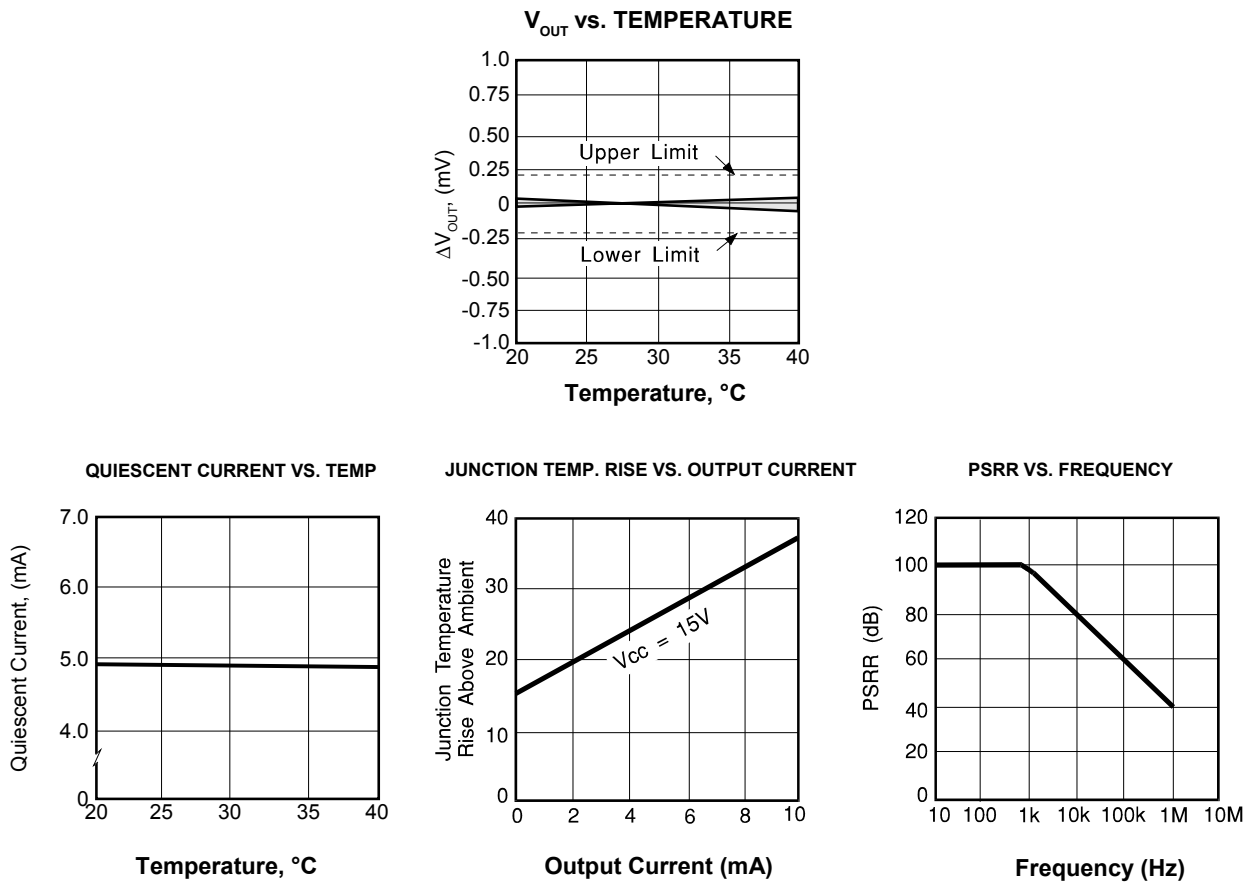 V_OUT vs. TEMPERATURE
1.0
0.75
0.50
0.25
0
-0.25
-0.50
-0.75
-1.0
ΔV_OUT, (mV)
Upper Limit
Lower Limit
20 25 30 35 40
Temperature, °C
QUIESCENT CURRENT VS. TEMP
7.0
6.0
5.0
4.0
0
Quiescent Current, (mA)
20 25 30 35 40
Temperature, °C
JUNCTION TEMP. RISE VS. OUTPUT CURRENT
40
30
20
10
0
Junction Temperature
Rise Above Ambient
Vcc = 15V
0 2 4 6 8 10
Output Current (mA)
PSRR VS. FREQUENCY
120
100
80
60
40
20
0
PSRR (dB)
10 100 1k 10k 100k 1M 10M
Frequency (Hz)